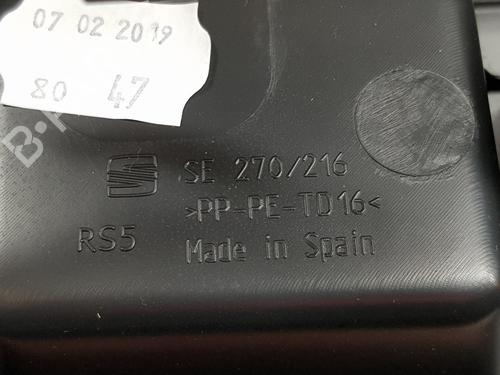 07 02 2019
80 47
SE 270/216
>PP-PE-TD16<
RS5
Made in Spain